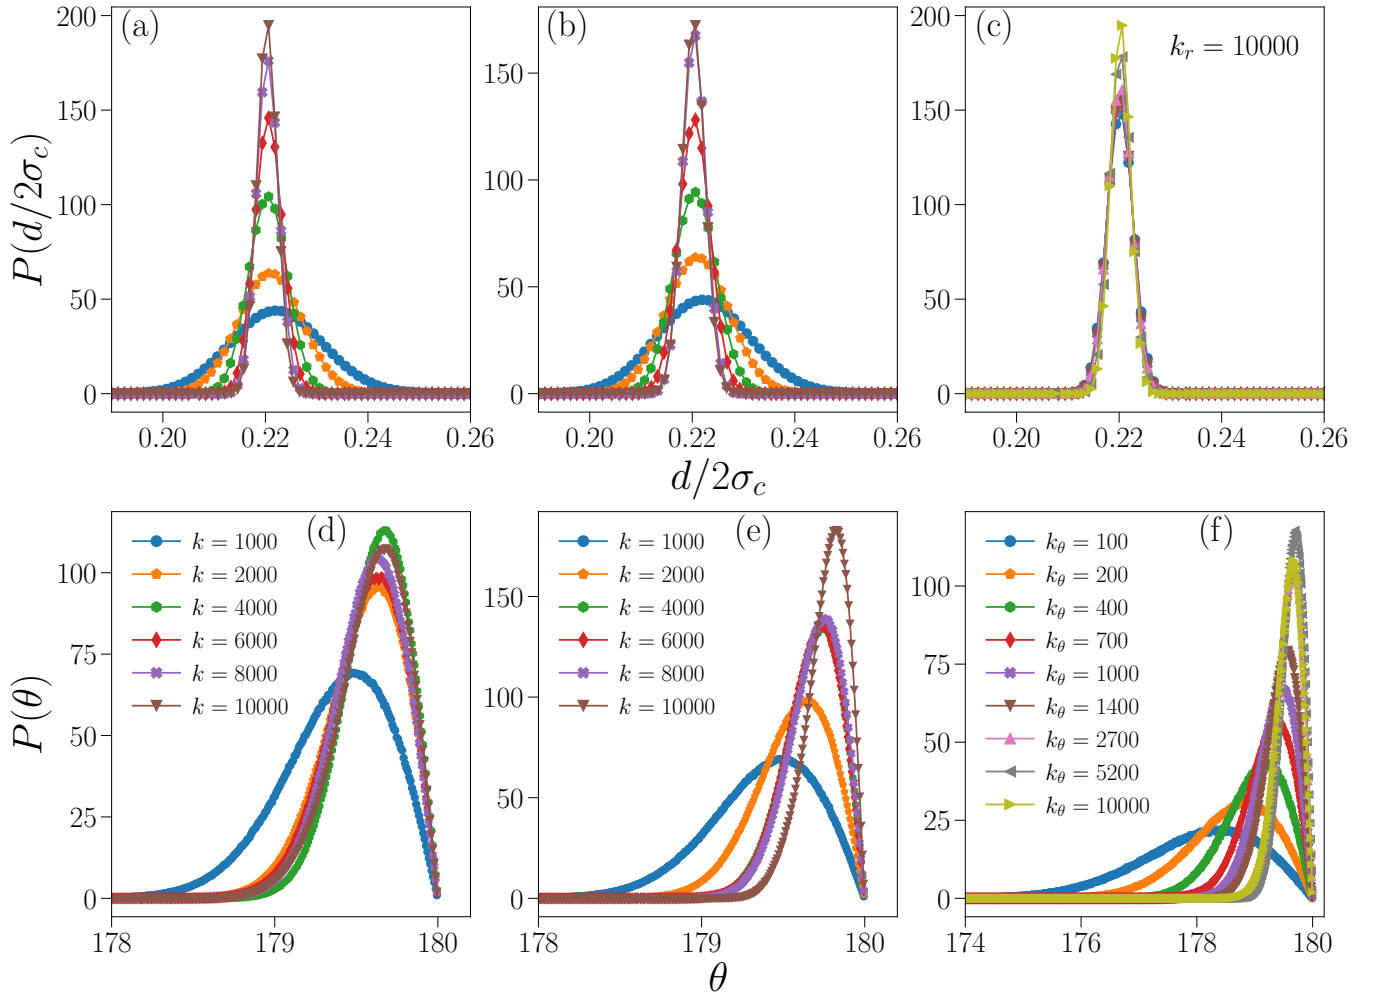 (a)
P(d/2σ_c)
200
150
100
50
0
0.20 0.22 0.24 0.26
(b)
150
100
50
0
0.20 0.22 0.24 0.26
(c)
k_r = 10000
200
150
100
50
0
0.20 0.22 0.24 0.26
d/2σ_c
(d)
P(θ)
100
75
50
25
0
k = 1000
k = 2000
k = 4000
k = 6000
k = 8000
k = 10000
178 179 180
(e)
150
100
50
0
k = 1000
k = 2000
k = 4000
k = 6000
k = 8000
k = 10000
178 179 180
(f)
100
75
50
25
0
k_θ = 100
k_θ = 200
k_θ = 400
k_θ = 700
k_θ = 1000
k_θ = 1400
k_θ = 2700
k_θ = 5200
k_θ = 10000
174 176 178 180
θ